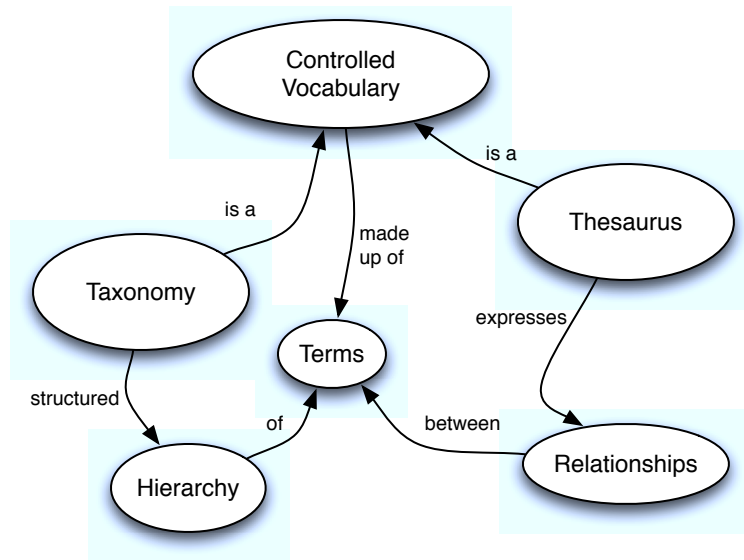 Controlled
Vocabulary
is a
Thesaurus
is a
made
up of
Taxonomy
expresses
Terms
structured
of
between
Relationships
Hierarchy